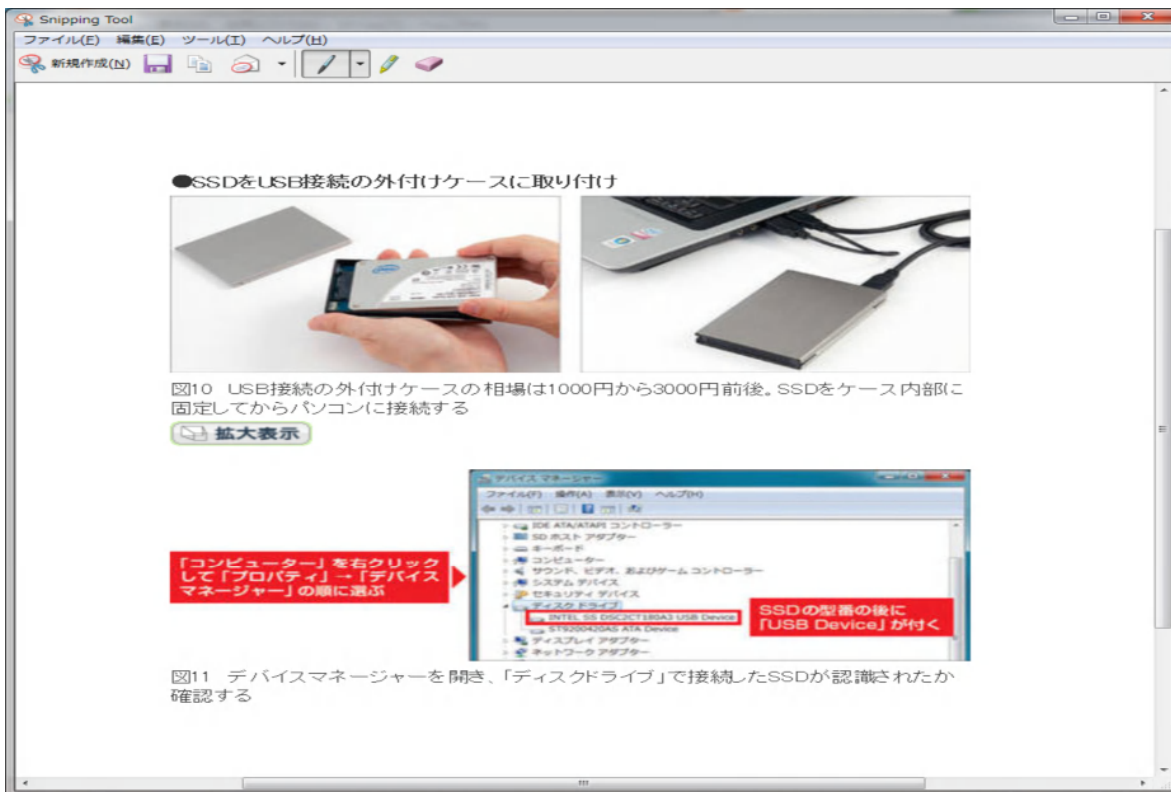 Snipping Tool
ファイル(F) 編集(E) ツール(T) ヘルプ(H)
新規作成(N)
●SSDをUSB接続の外付けケースに取り付け
図10 USB接続の外付けケースの相場は1000円から3000円前後。SSDをケース内部に
固定してからパソコンに接続する
拡大表示
デバイス マネージャー
ファイル(F) 操作(A) 表示(V) ヘルプ(H)
IDE ATA/ATAPI コントローラー
SD ホスト アダプター
キーボード
コンピューター
サウンド、ビデオ、およびゲーム コントローラー
システム デバイス
セキュリティ デバイス
ディスク ドライブ
INTEL SS DSC2CT180A3 USB Device
ST9200420AS ATA Device
ディスプレイ アダプター
ネットワーク アダプター
「コンピューター」を右クリック
して「プロパティ」→「デバイス
マネージャー」の順に選ぶ
SSDの型番の後に
「USB Device」が付く
図11 デバイスマネージャーを開き、「ディスクドライブ」で接続したSSDが認識されたか
確認する